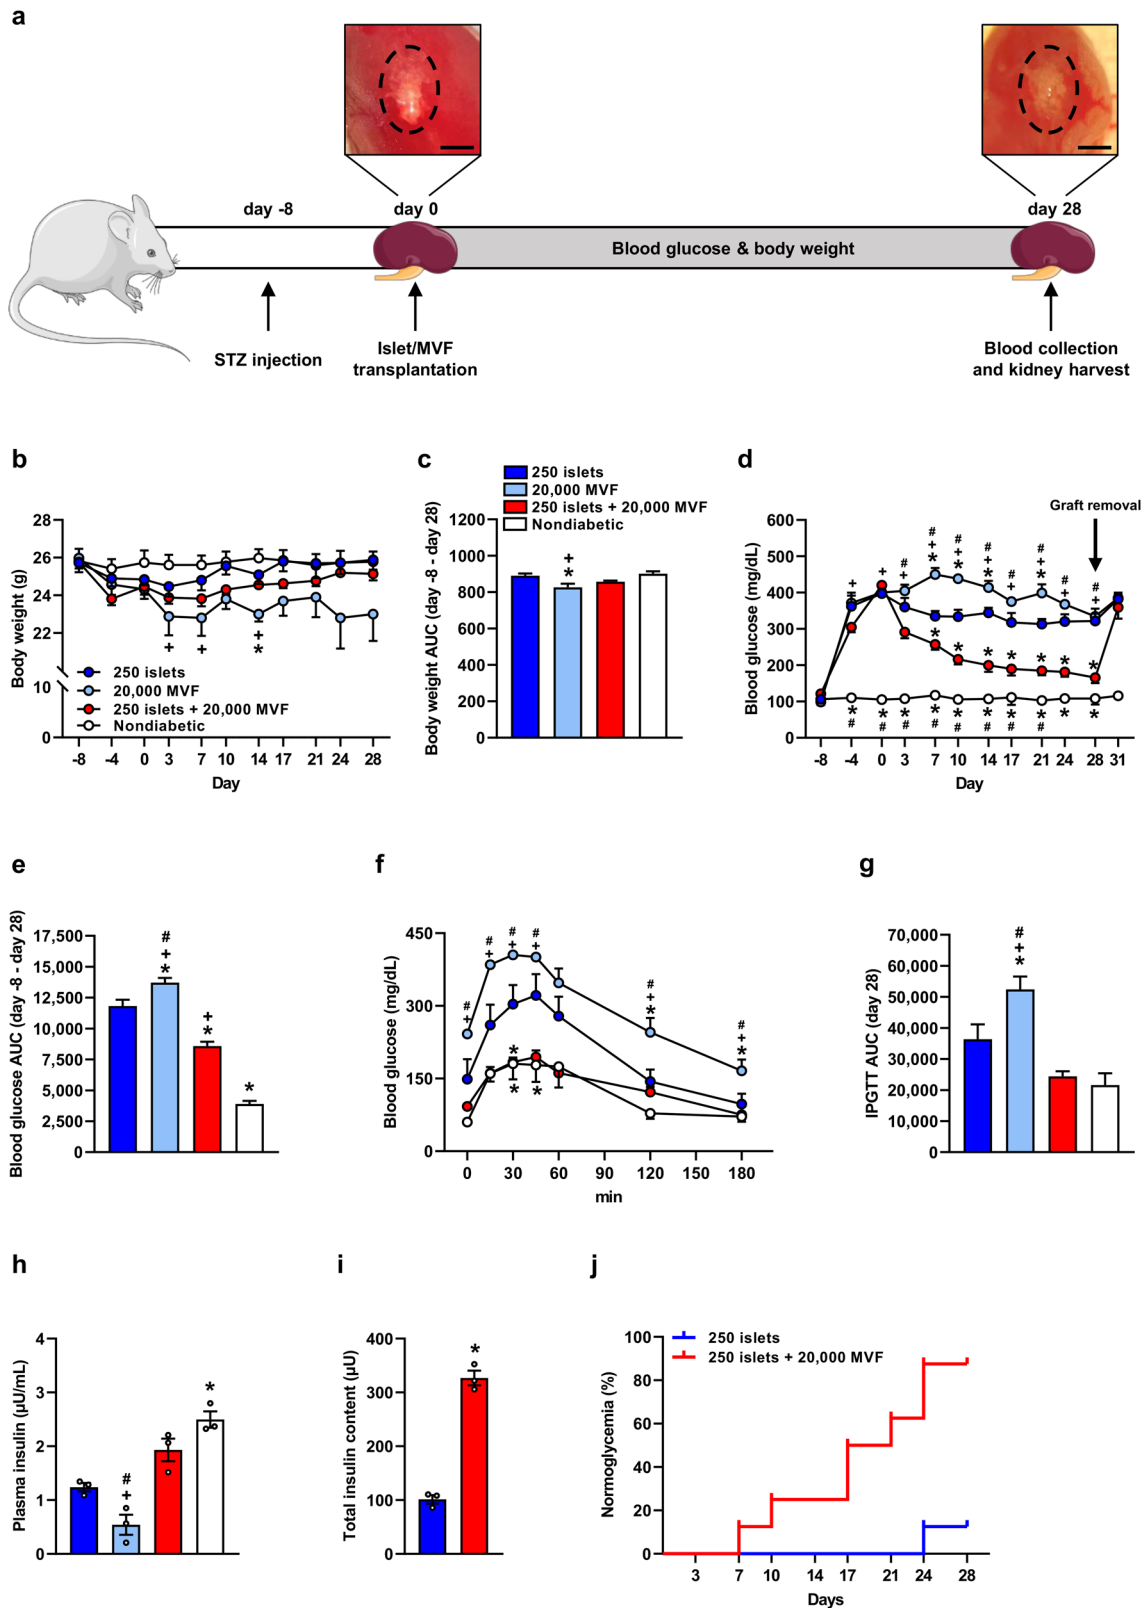 a
day -8
day 0
day 28
Blood glucose & body weight
STZ injection
Islet/MVF
transplantation
Blood collection
and kidney harvest
b
Body weight (g)
28
26
24
22
10
0
+
+
+
*
250 islets
20,000 MVF
250 islets + 20,000 MVF
Nondiabetic
-8
-4
0
3
7
10
14
17
21
24
28
Day
c
250 islets
20,000 MVF
250 islets + 20,000 MVF
Nondiabetic
Body weight AUC (day -8 - day 28)
1200
1000
800
600
400
200
0
+
*
d
Graft removal
Blood glucose (mg/dL)
600
500
400
300
200
100
0
+ + # + # + * # + * # + * # + # + * # + # +
* * * * * * *
* * * * * * * * * *
# # # # # # # #
-8
-4
0
3
7
10
14
17
21
24
28
31
Day
e
Blood glucose AUC (day -8 - day 28)
17,500
15,000
12,500
10,000
7,500
5,000
2,500
0
#
+
*
+
*
*
f
Blood glucose (mg/dL)
450
300
150
0
# + # + # + # + # + * # + *
*
* *
0
30
60
90
120
150
180
min
g
IPGTT AUC (day 28)
70,000
60,000
50,000
40,000
30,000
20,000
10,000
0
#
+
*
h
Plasma insulin (µU/mL)
4
3
2
1
0
#
+
*
i
Total insulin content (µU)
400
300
200
100
0
*
j
250 islets
250 islets + 20,000 MVF
Normoglycemia (%)
100
80
60
40
20
0
3
7
10
14
17
21
24
28
Days